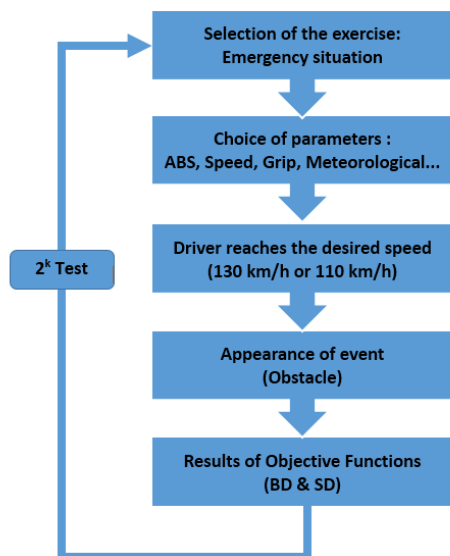 Selection of the exercise:
Emergency situation
Choice of parameters :
ABS, Speed, Grip, Meteorological...
Driver reaches the desired speed
(130 km/h or 110 km/h)
2ᵏ Test
Appearance of event
(Obstacle)
Results of Objective Functions
(BD & SD)